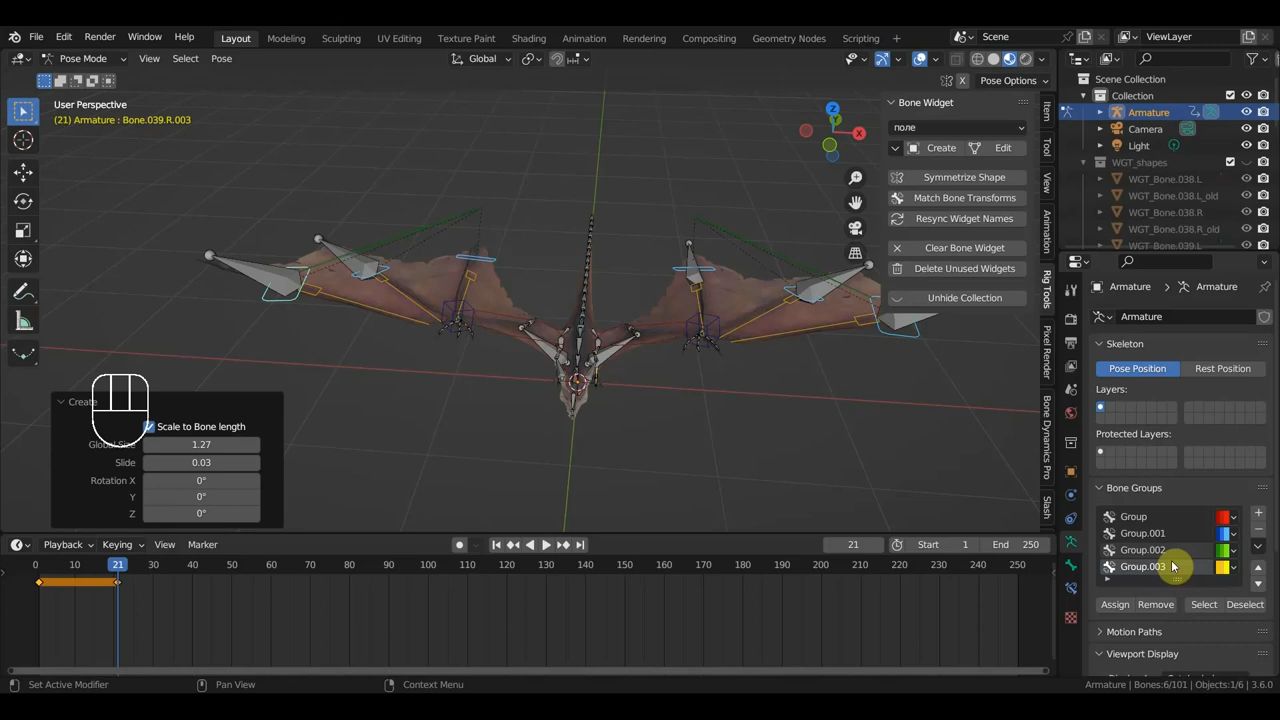 File Edit Render Window Help Layout Modeling Sculpting UV Editing Texture Paint Shading Animation Rendering Compositing Geometry Nodes Scripting + Scene ViewLayer
Pose Mode View Select Pose Global
X Pose Options
Scene Collection
Collection
Armature
Camera
Light
WGT_shapes
WGT_Bone.038.L
WGT_Bone.038.L_old
WGT_Bone.038.R
WGT_Bone.038.R_old
WGT_Bone.039.L
User Perspective
(21) Armature : Bone.039.R.003
Z
Y
X
Bone Widget
поле
Create Edit
Symmetrize Shape
Match Bone Transforms
Resync Widget Names
Clear Bone Widget
Delete Unused Widgets
Unhide Collection
Item
Tool
View
Animation
Rig Tools
Pixel Render
Bone Dynamics Pro
Slash
Armature Armature
Armature
Skeleton
Pose Position Rest Position
Layers:
Protected Layers:
Bone Groups
Group
Group.001
Group.002
Group.003
Assign Remove Select Deselect
Motion Paths
Viewport Display
Create
Scale to Bone length
Global Size 1.27
Slide 0.03
Rotation X 0°
Y 0°
Z 0°
Playback Keying View Marker 21 Start 1 End 250
0 10 21 30 40 50 60 70 80 90 100 110 120 130 140 150 160 170 180 190 200 210 220 230 240 250
Set Active Modifier Pan View Context Menu Armature | Bones:6/101 | Objects:1/6 | 3.6.0